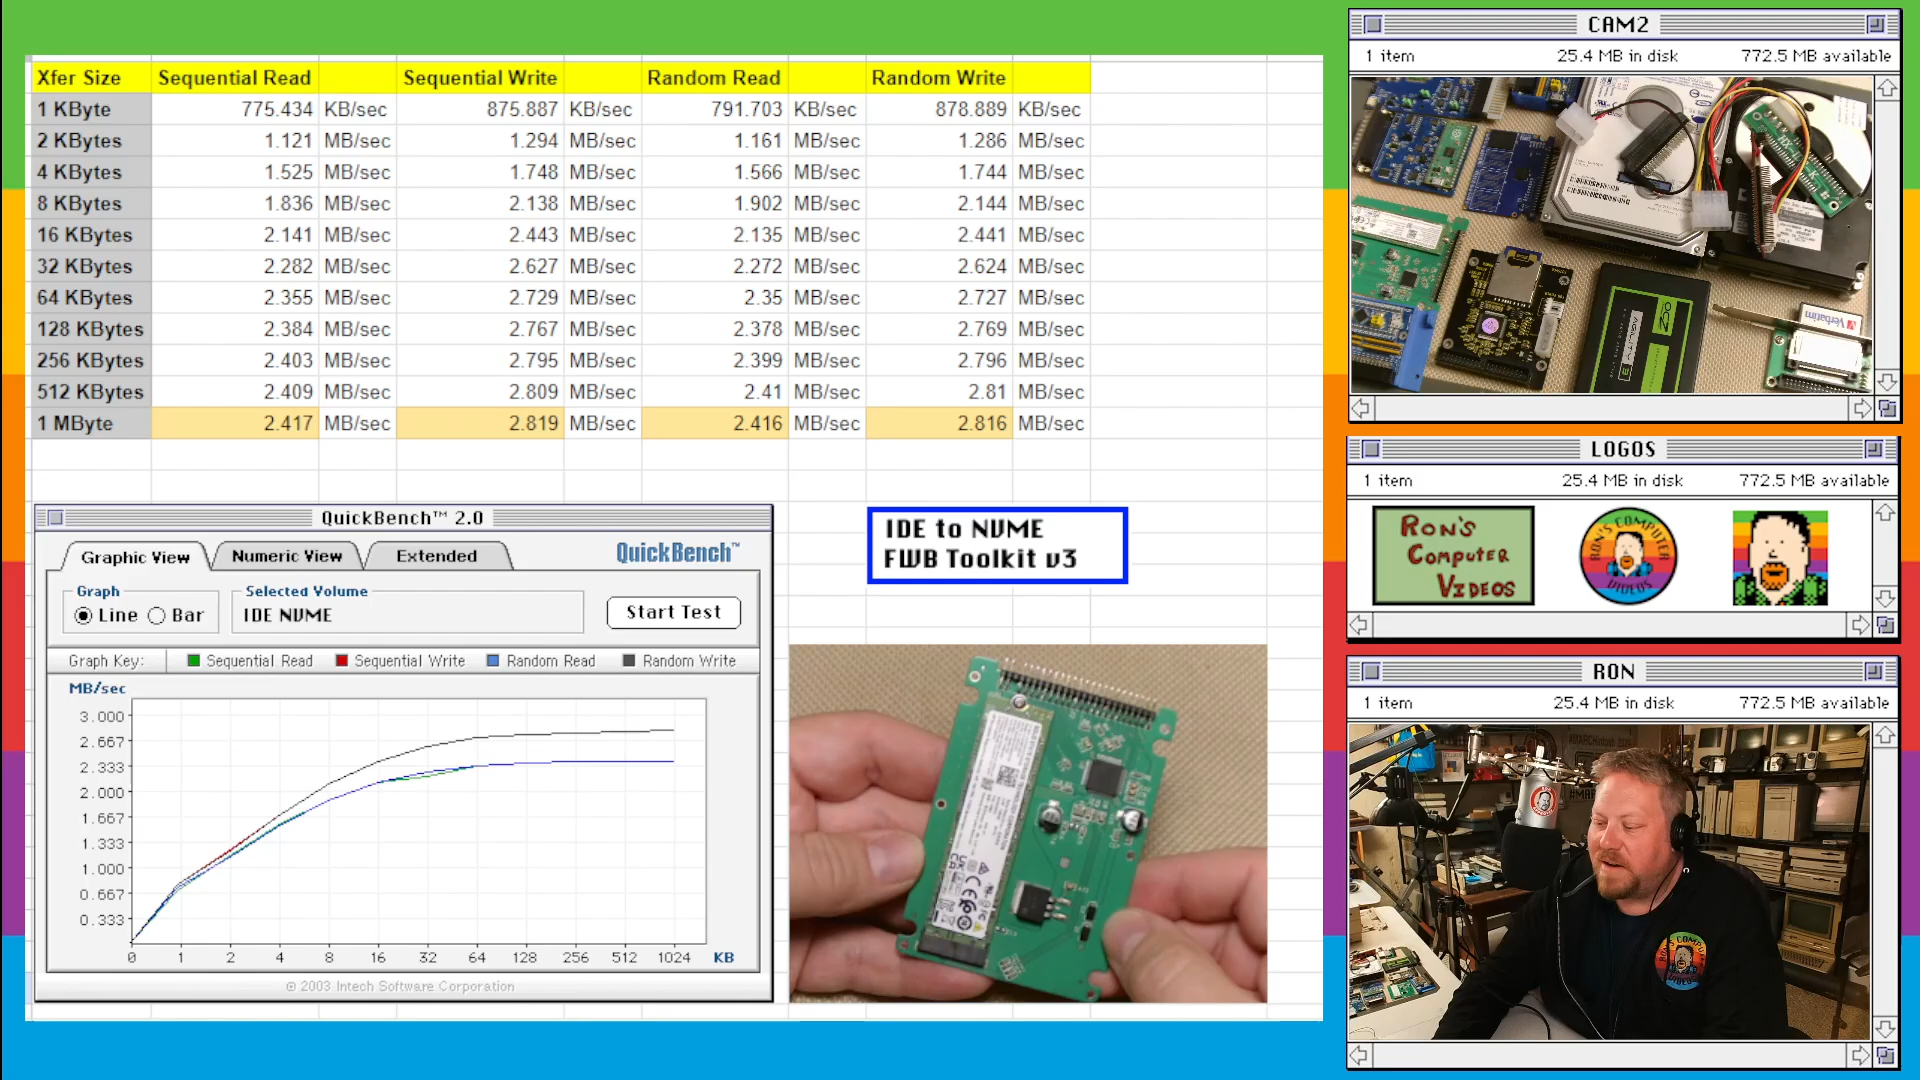 Xfer Size Sequential Read Sequential Write Random Read Random Write
1 KByte 775.434 KB/sec 875.887 KB/sec 791.703 KB/sec 878.889 KB/sec
2 KBytes 1.121 MB/sec 1.294 MB/sec 1.161 MB/sec 1.286 MB/sec
4 KBytes 1.525 MB/sec 1.748 MB/sec 1.566 MB/sec 1.744 MB/sec
8 KBytes 1.836 MB/sec 2.138 MB/sec 1.902 MB/sec 2.144 MB/sec
16 KBytes 2.141 MB/sec 2.443 MB/sec 2.135 MB/sec 2.441 MB/sec
32 KBytes 2.282 MB/sec 2.627 MB/sec 2.272 MB/sec 2.624 MB/sec
64 KBytes 2.355 MB/sec 2.729 MB/sec 2.35 MB/sec 2.727 MB/sec
128 KBytes 2.384 MB/sec 2.767 MB/sec 2.378 MB/sec 2.769 MB/sec
256 KBytes 2.403 MB/sec 2.795 MB/sec 2.399 MB/sec 2.796 MB/sec
512 KBytes 2.409 MB/sec 2.809 MB/sec 2.41 MB/sec 2.81 MB/sec
1 MByte 2.417 MB/sec 2.819 MB/sec 2.416 MB/sec 2.816 MB/sec
QuickBench™ 2.0
Graphic View Numeric View Extended QuickBench™
Graph Selected Volume
Line Bar IDE NVME Start Test
Graph Key: Sequential Read Sequential Write Random Read Random Write
MB/sec
3.000
2.667
2.333
2.000
1.667
1.333
1.000
0.667
0.333
0 1 2 4 8 16 32 64 128 256 512 1024 KB
© 2003 Intech Software Corporation
IDE to NVME
FWB Toolkit v3
CAM2
1 item 25.4 MB in disk 772.5 MB available
OCZ
AGILITY 3
Verbatim
LOGOS
1 item 25.4 MB in disk 772.5 MB available
RON'S
COMPUTER
VIDEOS
RON'S COMPUTER
VIDEOS
RON
1 item 25.4 MB in disk 772.5 MB available
RON'S COMPUTER
VIDEOS